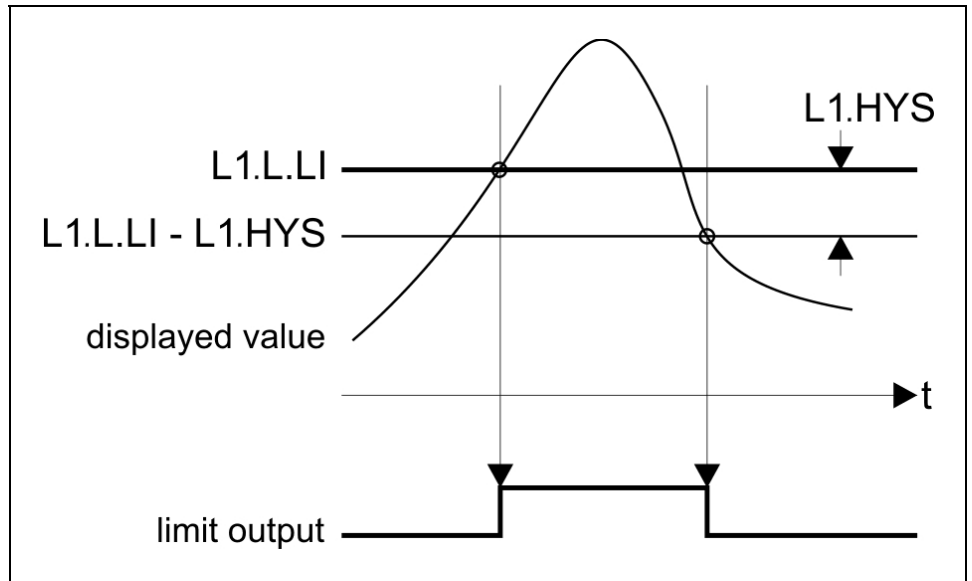 L1.HYS
L1.L.LI
L1.L.LI - L1.HYS
displayed value
t
limit output